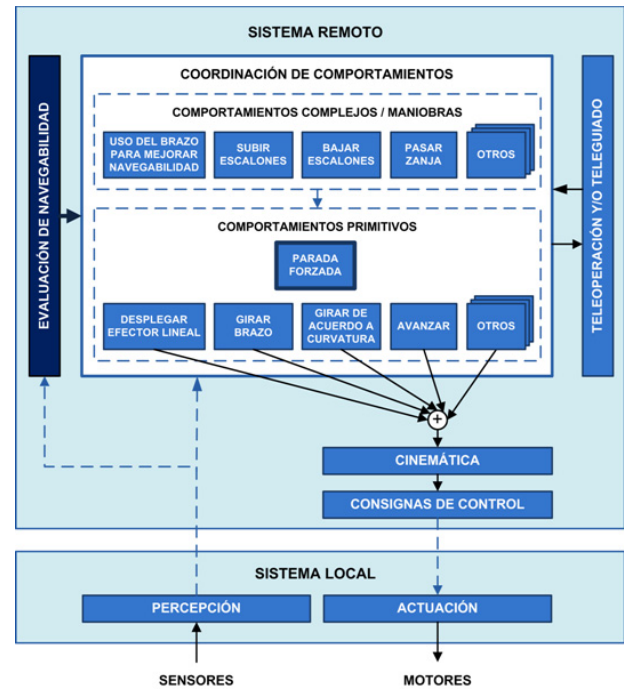 SISTEMA REMOTO
EVALUACIÓN DE NAVEGABILIDAD
COORDINACIÓN DE COMPORTAMIENTOS
COMPORTAMIENTOS COMPLEJOS / MANIOBRAS
USO DEL BRAZO
PARA MEJORAR
NAVEGABILIDAD
SUBIR
ESCALONES
BAJAR
ESCALONES
PASAR
ZANJA
OTROS
COMPORTAMIENTOS PRIMITIVOS
PARADA
FORZADA
DESPLEGAR
EFECTOR LINEAL
GIRAR
BRAZO
GIRAR DE
ACUERDO A
CURVATURA
AVANZAR
OTROS
TELEOPERACIÓN Y/O TELEGUIADO
+
CINEMÁTICA
CONSIGNAS DE CONTROL
SISTEMA LOCAL
PERCEPCIÓN
ACTUACIÓN
SENSORES
MOTORES